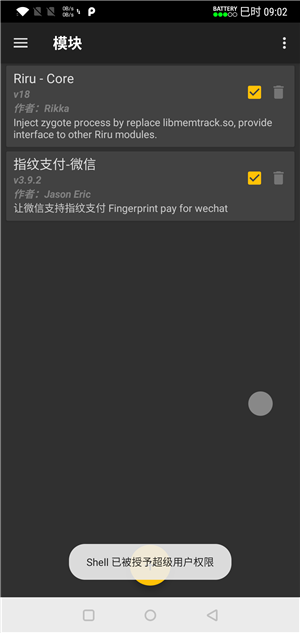 0B/s
0B/s
BATTERY
巳时 09:02
模块
Riru - Core
v18
作者：Rikka
Inject zygote process by replace libmemtrack.so, provide
interface to other Riru modules.
指纹支付-微信
v3.9.2
作者：Jason Eric
让微信支持指纹支付 Fingerprint pay for wechat
Shell 已被授予超级用户权限